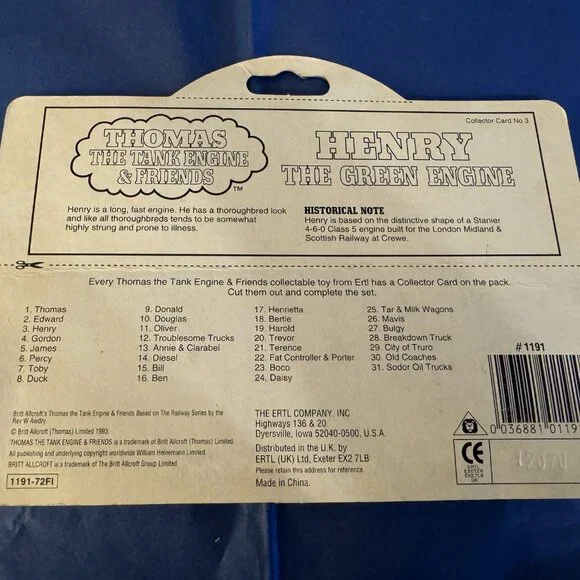 Collector Card No.3
THOMAS
THE TANK ENGINE
& FRIENDS
TM
HENRY
THE GREEN ENGINE
Henry is a long, fast engine. He has a thoroughbred look
and like all thoroughbreds tends to be somewhat
highly strung and prone to illness.
HISTORICAL NOTE
Henry is based on the distinctive shape of a Stanier
4-6-0 Class 5 engine built for the London Midland &
Scottish Railway at Crewe.
Every Thomas the Tank Engine & Friends collectable toy from Ertl has a Collector Card on the pack.
Cut them out and complete the set.
1. Thomas
2. Edward
3. Henry
4. Gordon
5. James
6. Percy
7. Toby
8. Duck
9. Donald
10. Douglas
11. Oliver
12. Troublesome Trucks
13. Annie & Clarabel
14. Diesel
15. Bill
16. Ben
17. Henrietta
18. Bertie
19. Harold
20. Trevor
21. Terence
22. Fat Controller & Porter
23. Boco
24. Daisy
25. Tar & Milk Wagons
26. Mavis
27. Bulgy
28. Breakdown Truck
29. City of Truro
30. Old Coaches
31. Sodor Oil Trucks
Britt Allcroft's Thomas the Tank Engine & Friends Based on The Railway Series by the
Rev W Awdry.
© Britt Allcroft (Thomas) Limited 1993.
THOMAS THE TANK ENGINE & FRIENDS is a trademark of Britt Allcroft (Thomas) Limited.
All publishing and underlying copyright worldwide William Heinemann Limited.
BRITT ALLCROFT is a trademark of The Britt Allcroft Group Limited.
1191-72FI
THE ERTL COMPANY, INC
Highways 136 & 20
Dyersville, Iowa 52040-0500, U.S.A.
Distributed in the U.K. by
ERTL (UK) Ltd, Exeter EX2 7LB
Please retain this address for reference.
Made in China.
# 1191
0 036881 0119
CE
ERTL
EXETER
EX2 7LB
UK